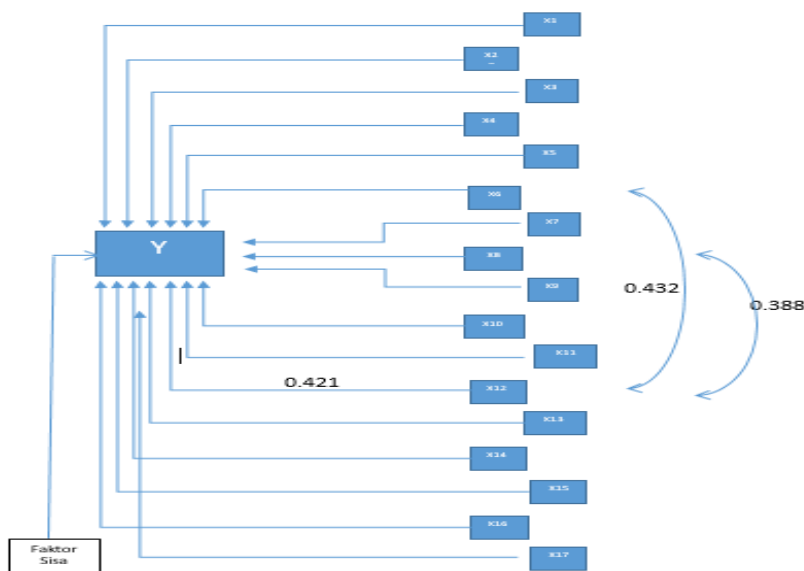 X1
X2
X3
X4
X5
X6
X7
Y
X8
X9
0.432
0.388
X10
X11
0.421
X12
X13
X14
X15
X16
X17
Faktor
Sisa